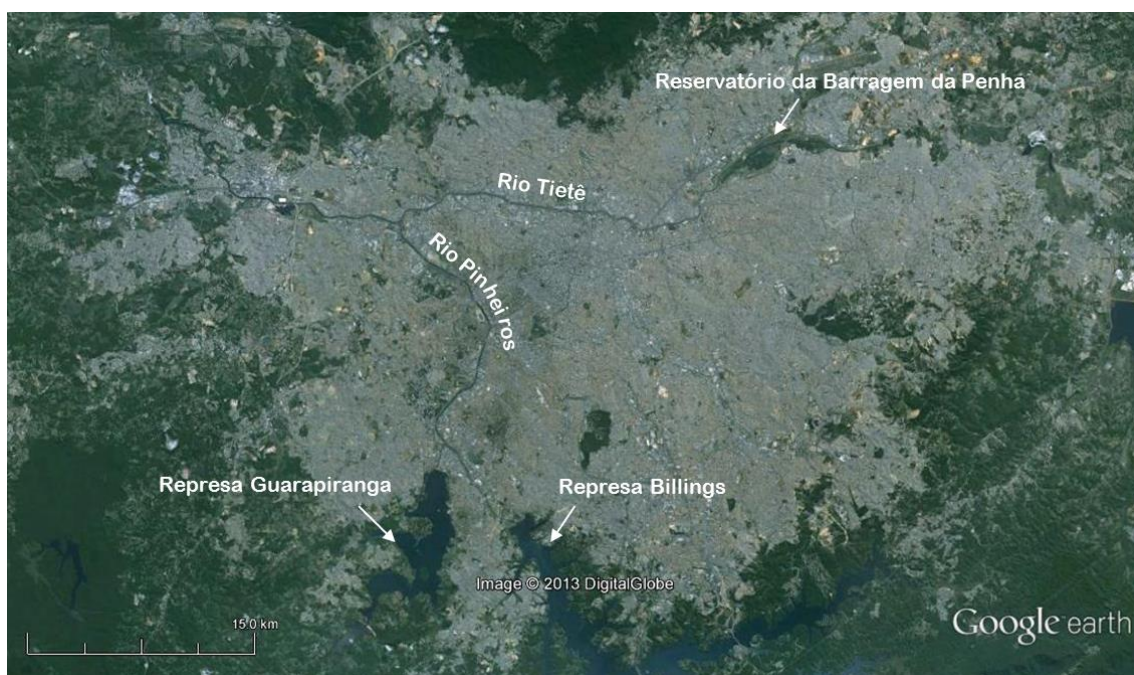 Reservatório da Barragem da Penha
Rio Tietê
Rio Pinheiros
Represa Guarapiranga
Represa Billings
Image © 2013 DigitalGlobe
15.0 km
Google earth